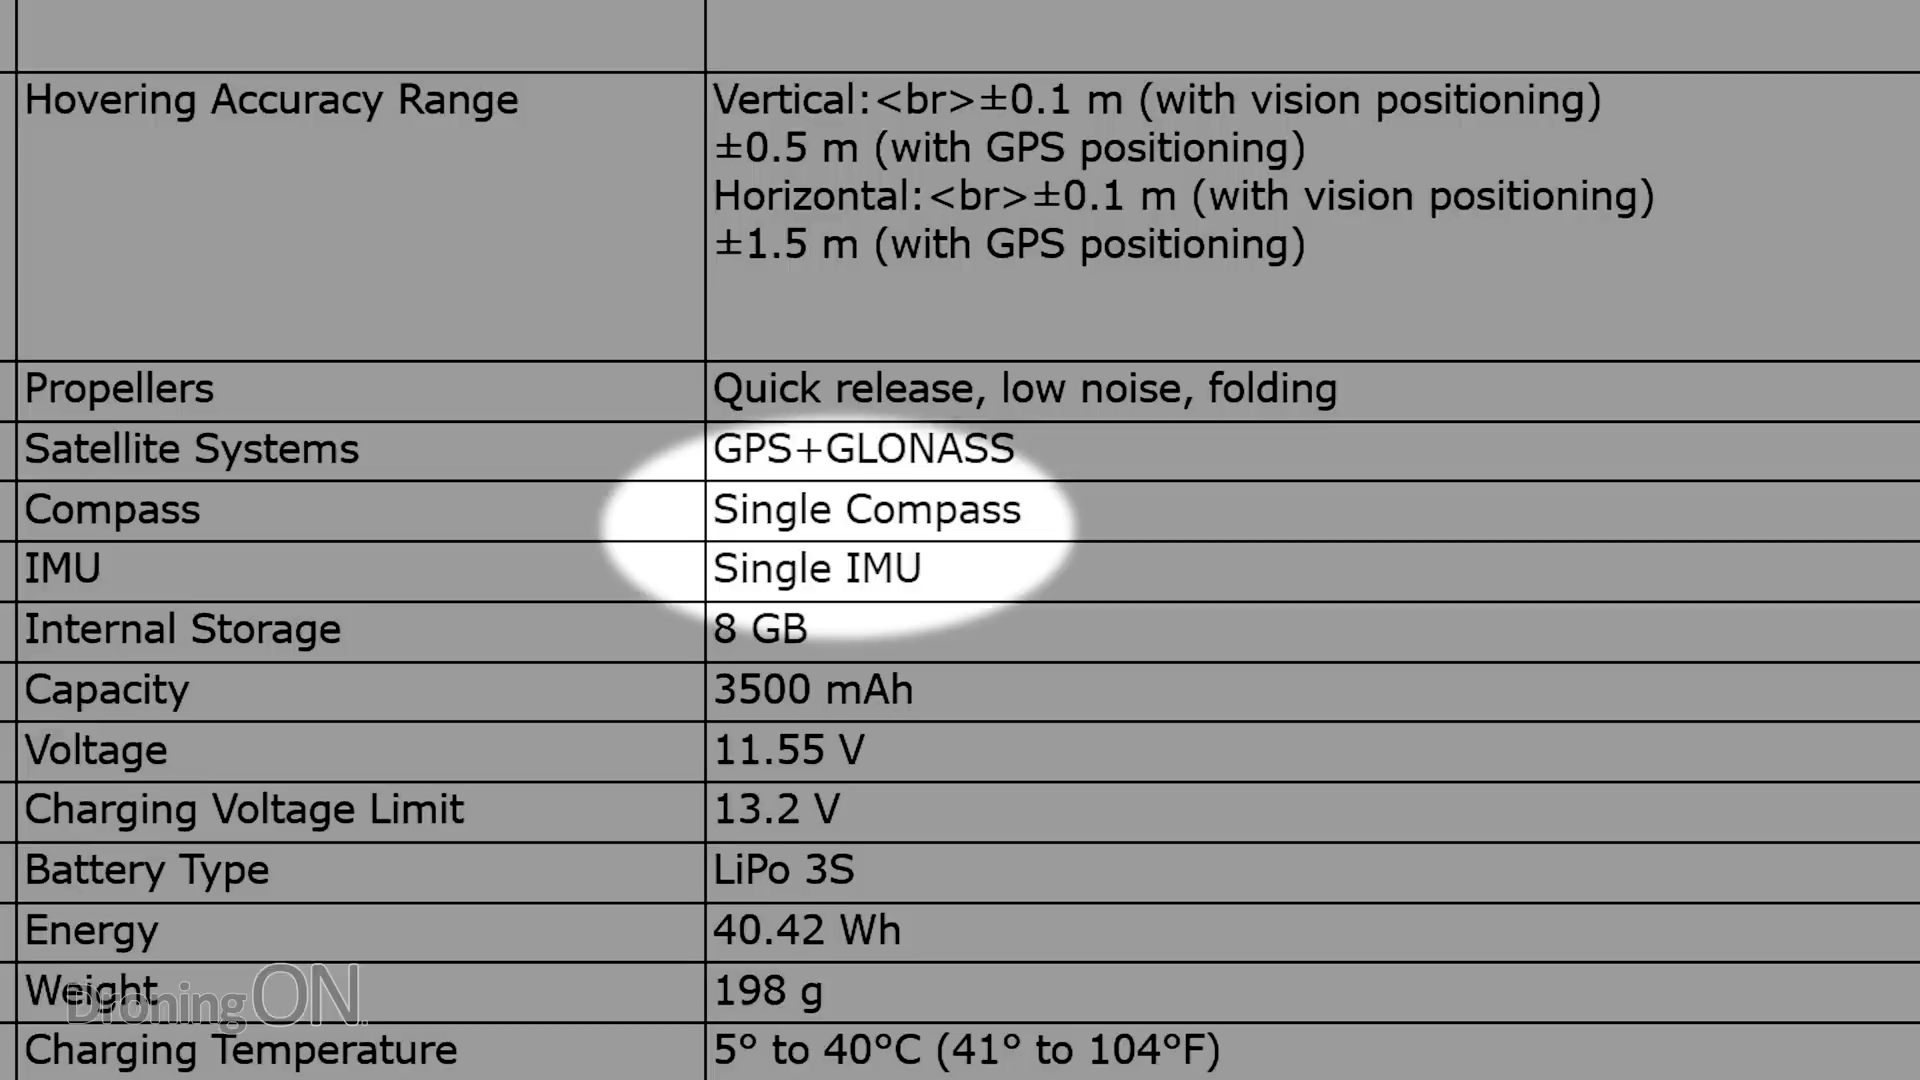 Hovering Accuracy Range
Vertical:<br>±0.1 m (with vision positioning)
±0.5 m (with GPS positioning)
Horizontal:<br>±0.1 m (with vision positioning)
±1.5 m (with GPS positioning)
Propellers
Quick release, low noise, folding
Satellite Systems
GPS+GLONASS
Compass
Single Compass
IMU
Single IMU
Internal Storage
8 GB
Capacity
3500 mAh
Voltage
11.55 V
Charging Voltage Limit
13.2 V
Battery Type
LiPo 3S
Energy
40.42 Wh
Weight
198 g
DroningON.
Charging Temperature
5° to 40°C (41° to 104°F)